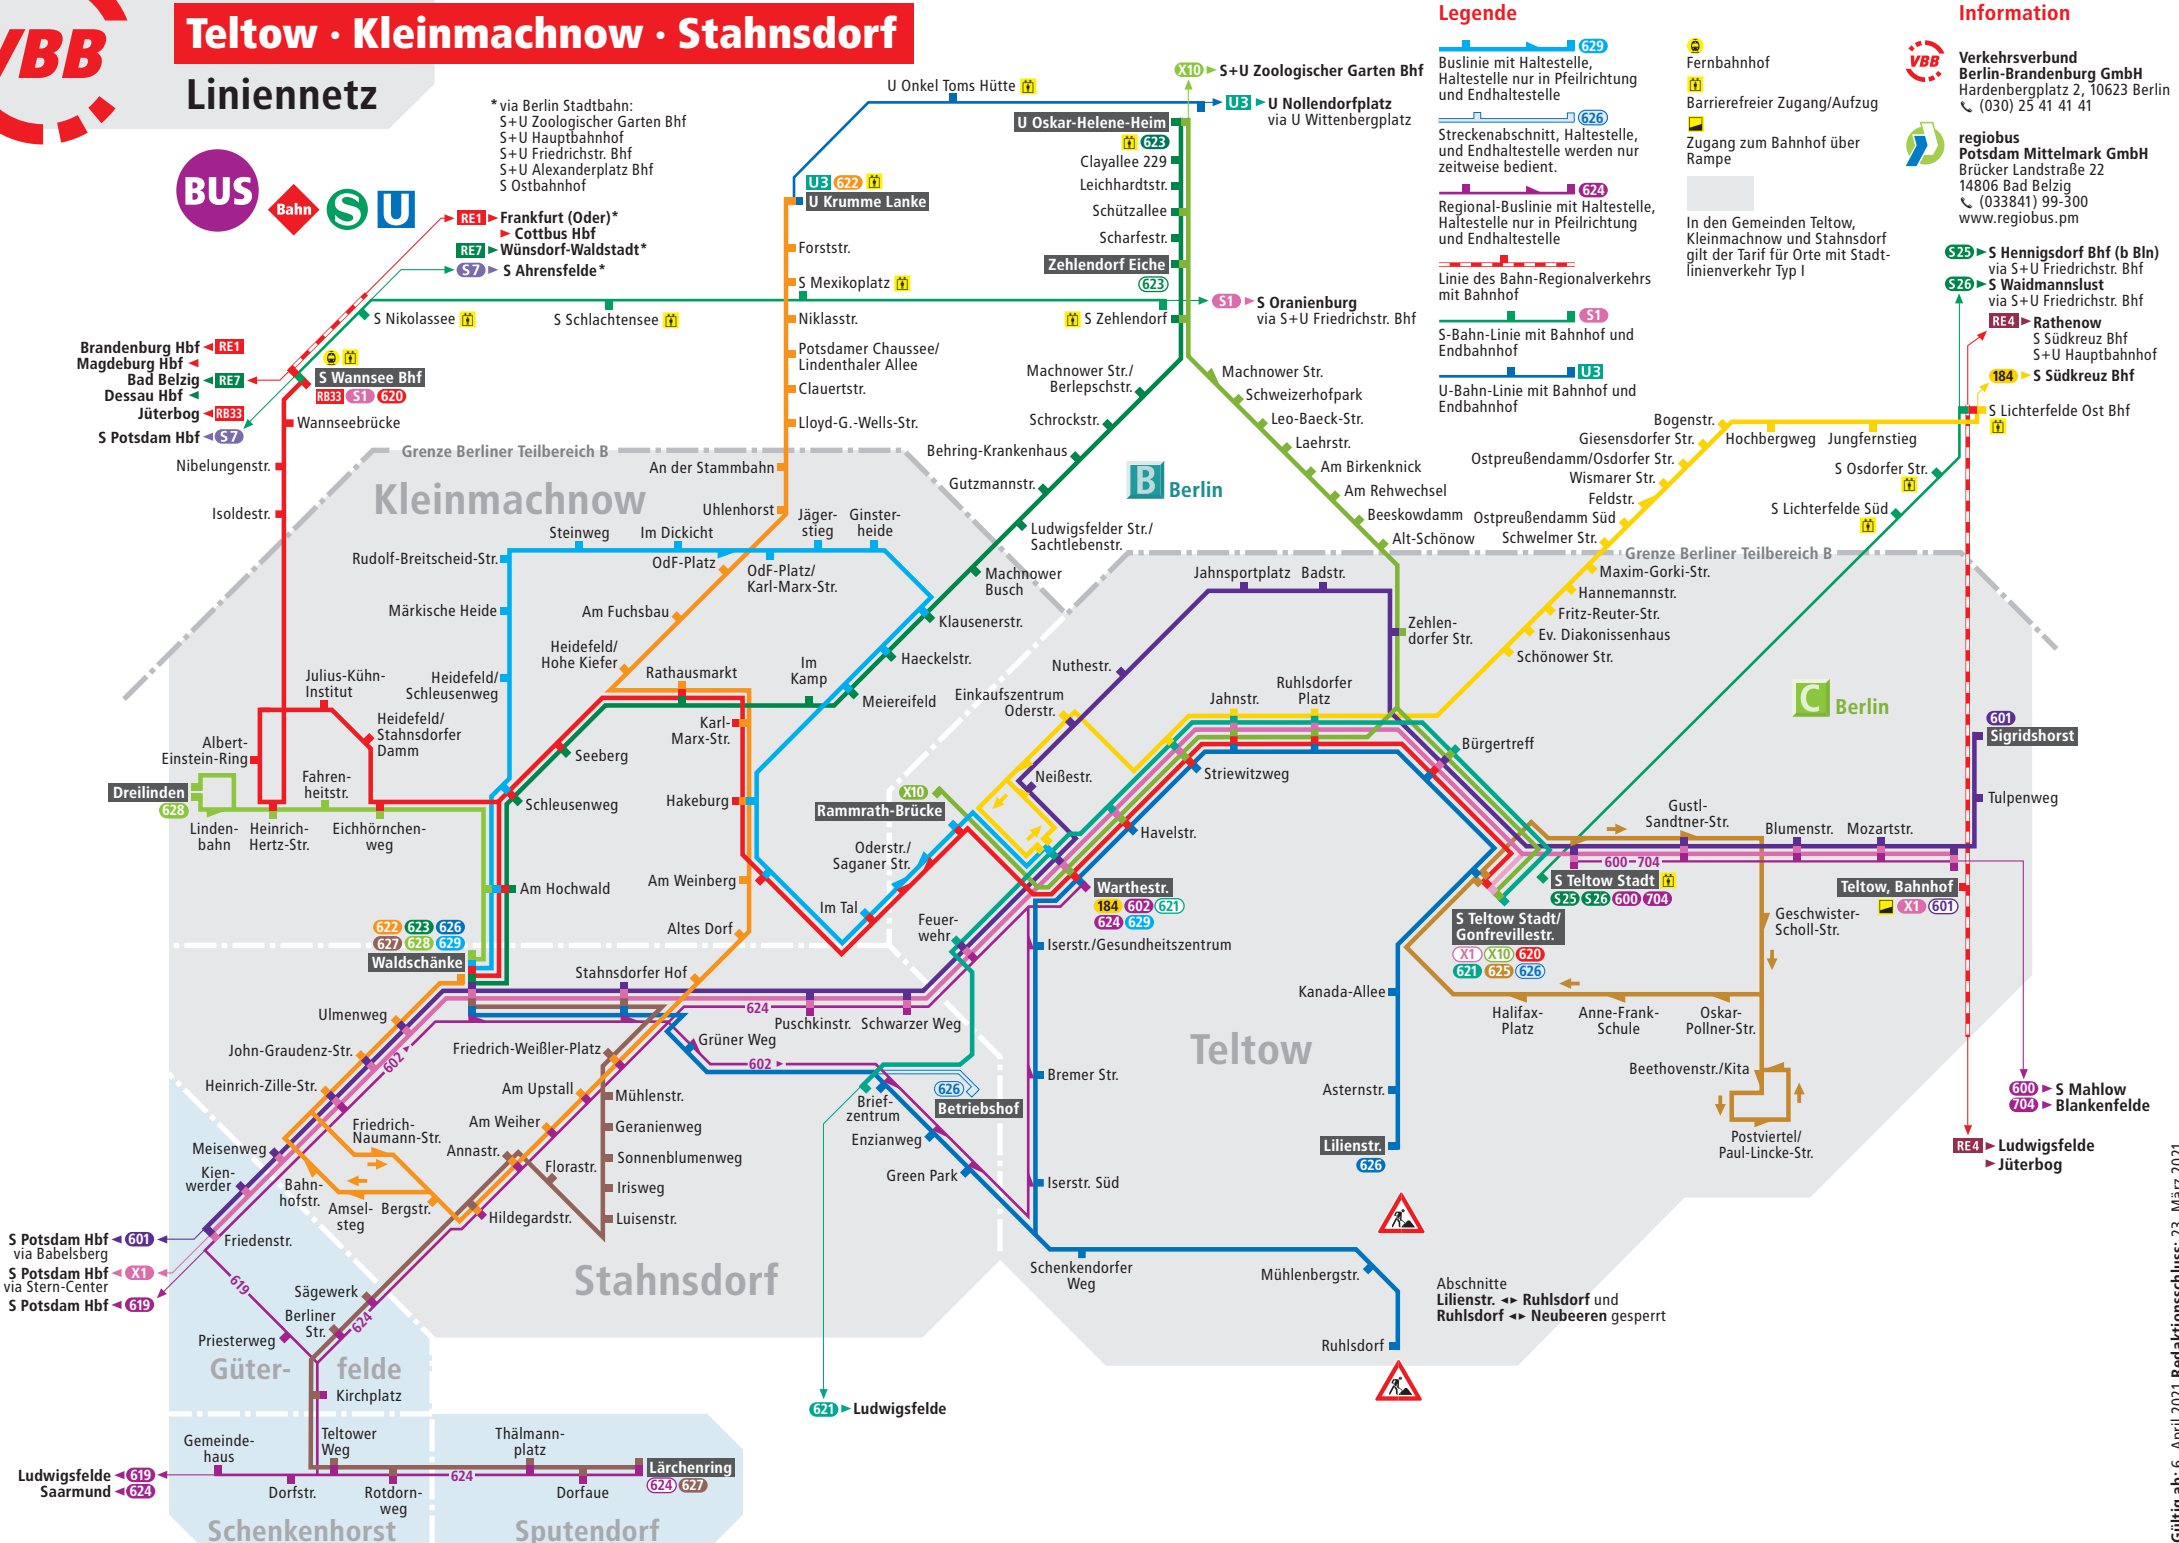 VBB
Teltow · Kleinmachnow · Stahnsdorf
Liniennetz
BUS
Bahn
S
U
* via Berlin Stadtbahn:
S+U Zoologischer Garten Bhf
S+U Hauptbahnhof
S+U Friedrichstr. Bhf
S+U Alexanderplatz Bhf
S Ostbahnhof
RE1 Frankfurt (Oder)*
Cottbus Hbf
RE7 Wünsdorf-Waldstadt*
S7 S Ahrensfelde*
Brandenburg Hbf RE1
Magdeburg Hbf
Bad Belzig RE7
Dessau Hbf
Jüterbog RB33
S Potsdam Hbf S7
S Wannsee Bhf
RB33 S1 620
Wannseebrücke
Nibelungenstr.
Isoldestr.
S Nikolassee
S Schlachtensee
U Onkel Toms Hütte
U3 622
U Krumme Lanke
Forststr.
S Mexikoplatz
Niklasstr.
Potsdamer Chaussee/
Lindenthaler Allee
Clauertstr.
Lloyd-G.-Wells-Str.
An der Stammbahn
Uhlenhorst
X10 S+U Zoologischer Garten Bhf
U3 U Nollendorfplatz
via U Wittenbergplatz
U Oskar-Helene-Heim
623
Clayallee 229
Leichhardtstr.
Schützallee
Scharfestr.
Zehlendorf Eiche
623
S1 S Oranienburg
via S+U Friedrichstr. Bhf
S Zehlendorf
Machnower Str./
Berlepschstr.
Schrockstr.
Behring-Krankenhaus
Gutzmannstr.
Ludwigsfelder Str./
Sachtlebenstr.
Machnower
Busch
Klausenerstr.
Haeckelstr.
Meiereifeld
Machnower Str.
Schweizerhofpark
Leo-Baeck-Str.
Laehrstr.
Am Birkenknick
Am Rehwechsel
Beeskowdamm
Alt-Schönow
B Berlin
Legende
629
Buslinie mit Haltestelle,
Haltestelle nur in Pfeilrichtung
und Endhaltestelle
626
Streckenabschnitt, Haltestelle,
und Endhaltestelle werden nur
zeitweise bedient.
624
Regional-Buslinie mit Haltestelle,
Haltestelle nur in Pfeilrichtung
und Endhaltestelle
Linie des Bahn-Regionalverkehrs
mit Bahnhof
S1
S-Bahn-Linie mit Bahnhof und
Endbahnhof
U3
U-Bahn-Linie mit Bahnhof und
Endbahnhof
Fernbahnhof
Barrierefreier Zugang/Aufzug
Zugang zum Bahnhof über
Rampe
In den Gemeinden Teltow,
Kleinmachnow und Stahnsdorf
gilt der Tarif für Orte mit Stadt-
linienverkehr Typ I
Information
VBB
Verkehrsverbund
Berlin-Brandenburg GmbH
Hardenbergplatz 2, 10623 Berlin
(030) 25 41 41 41
regiobus
Potsdam Mittelmark GmbH
Brücker Landstraße 22
14806 Bad Belzig
(033841) 99-300
www.regiobus.pm
S25 S Hennigsdorf Bhf (b Bln)
via S+U Friedrichstr. Bhf
S26 S Waidmannslust
via S+U Friedrichstr. Bhf
RE4 Rathenow
S Südkreuz Bhf
S+U Hauptbahnhof
184 S Südkreuz Bhf
S Lichterfelde Ost Bhf
Bogenstr.
Hochbergweg
Jungfernstieg
Giesensdorfer Str.
Ostpreußendamm/Osdorfer Str.
Wismarer Str.
Feldstr.
Ostpreußendamm Süd
Schwelmer Str.
S Osdorfer Str.
S Lichterfelde Süd
Grenze Berliner Teilbereich B
Maxim-Gorki-Str.
Hannemannstr.
Fritz-Reuter-Str.
Ev. Diakonissenhaus
Schönower Str.
Grenze Berliner Teilbereich B
Kleinmachnow
Steinweg
Im Dickicht
Jäger-
stieg
Ginster-
heide
Rudolf-Breitscheid-Str.
OdF-Platz
OdF-Platz/
Karl-Marx-Str.
Märkische Heide
Am Fuchsbau
Heidefeld/
Hohe Kiefer
Rathausmarkt
Im
Kamp
Heidefeld/
Schleusenweg
Julius-Kühn-
Institut
Heidefeld/
Stahnsdorfer
Damm
Albert-
Einstein-Ring
Fahren-
heitstr.
Dreilinden
628
Linden-
bahn
Heinrich-
Hertz-Str.
Eichhörnchen-
weg
Seeberg
Schleusenweg
Karl-
Marx-Str.
Hakeburg
Am Hochwald
Am Weinberg
Altes Dorf
Im Tal
Oderstr./
Saganer Str.
X10
Rammrath-Brücke
622 623 626
627 628 629
Waldschänke
Jahnsportplatz
Badstr.
Zehlen-
dorfer Str.
Nuthestr.
Einkaufszentrum
Oderstr.
Jahnstr.
Ruhlsdorfer
Platz
Neißestr.
Striewitzweg
Havelstr.
Bürgertreff
C Berlin
Warthestr.
184 602 621
624 629
Feuer-
wehr
Iserstr./Gesundheitszentrum
Gustl-
Sandtner-Str.
Blumenstr.
Mozartstr.
600-704
S Teltow Stadt
S25 S26 600 704
S Teltow Stadt/
Gonfrevillestr.
X1 X10 620
621 625 626
601
Sigridshorst
Tulpenweg
Teltow, Bahnhof
X1 601
Geschwister-
Scholl-Str.
Halifax-
Platz
Anne-Frank-
Schule
Oskar-
Pollner-Str.
Beethovenstr./Kita
Postviertel/
Paul-Lincke-Str.
600 S Mahlow
704 Blankenfelde
RE4 Ludwigsfelde
Jüterbog
Teltow
Kanada-Allee
Asternstr.
Lilienstr.
626
Bremer Str.
Iserstr. Süd
Schenkendorfer
Weg
Mühlenbergstr.
Ruhlsdorf
Abschnitte
Lilienstr. ◂▸ Ruhlsdorf und
Ruhlsdorf ◂▸ Neubeeren gesperrt
Stahnsdorfer Hof
624
Puschkinstr.
Schwarzer Weg
Grüner Weg
602
Ulmenweg
John-Graudenz-Str.
602
Heinrich-Zille-Str.
Friedrich-Weißler-Platz
Am Upstall
Mühlenstr.
Am Weiher
Geranienweg
Annastr.
Florastr.
Sonnenblumenweg
Irisweg
Luisenstr.
626
Betriebshof
Brief-
zentrum
Enzianweg
Green Park
Friedrich-
Naumann-Str.
Meisenweg
Kien-
werder
Bahn-
hofstr.
Amsel-
steg
Bergstr.
Hildegardstr.
Friedenstr.
S Potsdam Hbf 601
via Babelsberg
S Potsdam Hbf X1
via Stern-Center
S Potsdam Hbf 619
619
Sägewerk
Berliner
Str.
624
Priesterweg
Stahnsdorf
Güter-
felde
Kirchplatz
621 Ludwigsfelde
Gemeinde-
haus
Teltower
Weg
Thälmann-
platz
Lärchenring
624 627
Ludwigsfelde 619
Saarmund 624
624
Dorfstr.
Rotdorn-
weg
Dorfaue
Schenkenhorst
Sputendorf
Gültig ab: 6. April 2021 Redaktionsschluss: 23. März 2021